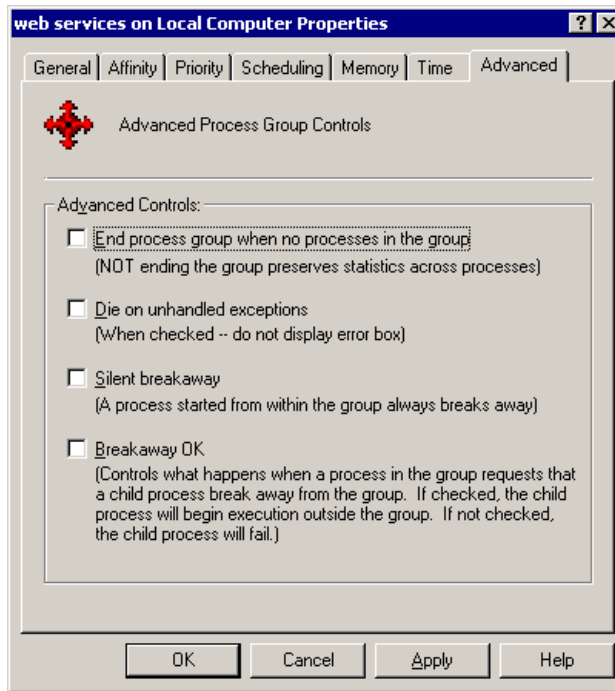 web services on Local Computer Properties
General Affinity Priority Scheduling Memory Time Advanced
Advanced Process Group Controls
Advanced Controls:
End process group when no processes in the group
(NOT ending the group preserves statistics across processes)
Die on unhandled exceptions
(When checked -- do not display error box)
Silent breakaway
(A process started from within the group always breaks away)
Breakaway OK
(Controls what happens when a process in the group requests that
a child process break away from the group. If checked, the child
process will begin execution outside the group. If not checked,
the child process will fail.)
OK Cancel Apply Help